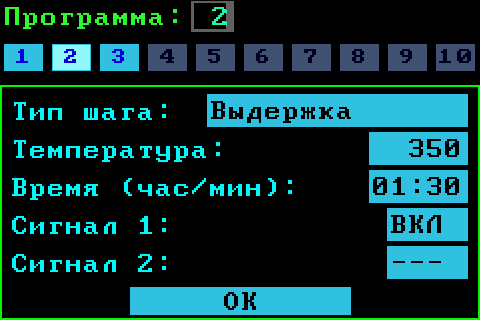 Программа: 2
1 2 3 4 5 6 7 8 9 10
Тип шага: Выдержка
Температура: 350
Время (час/мин): 01:30
Сигнал 1: ВКЛ
Сигнал 2: ---
ОК